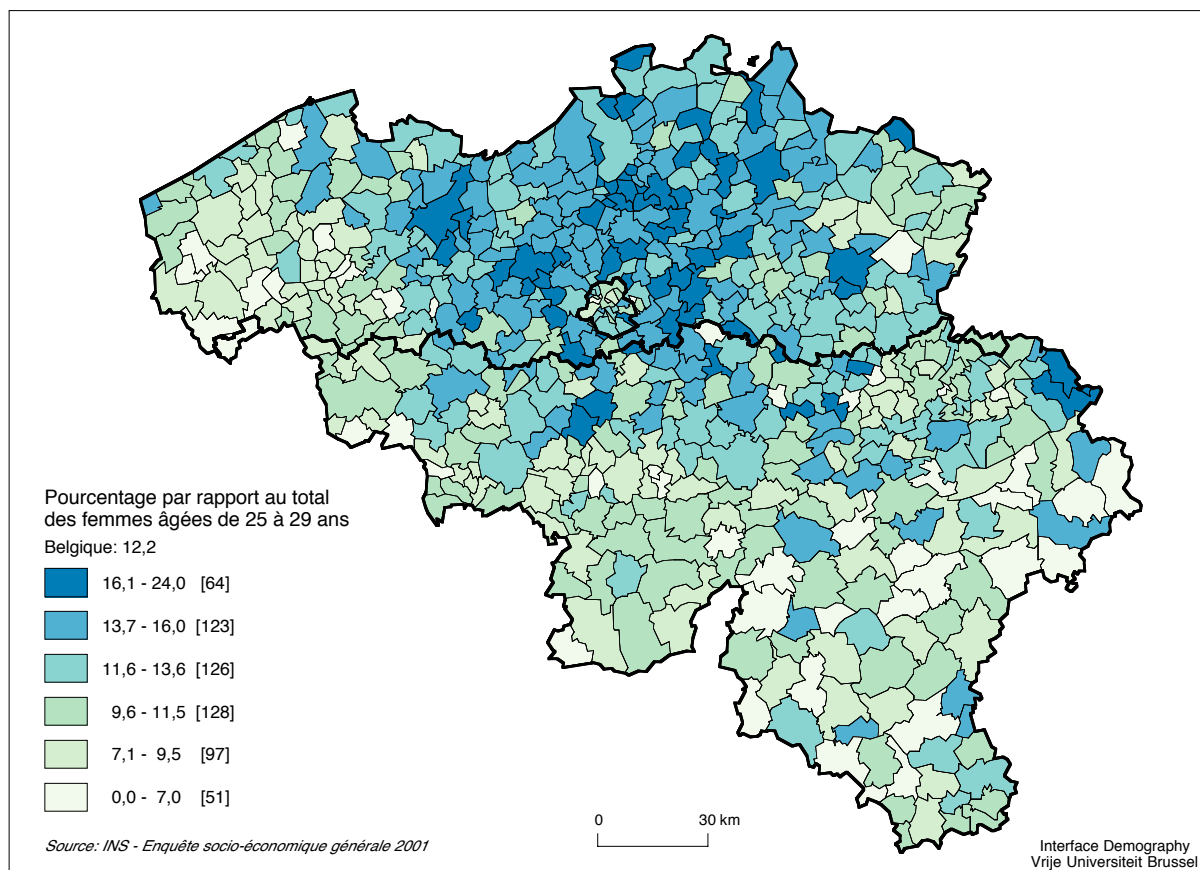 Pourcentage par rapport au total
des femmes âgées de 25 à 29 ans
Belgique: 12,2
16,1 - 24,0 [64]
13,7 - 16,0 [123]
11,6 - 13,6 [126]
9,6 - 11,5 [128]
7,1 - 9,5 [97]
0,0 - 7,0 [51]
Source: INS - Enquête socio-économique générale 2001
0 30 km
Interface Demography
Vrije Universiteit Brussel